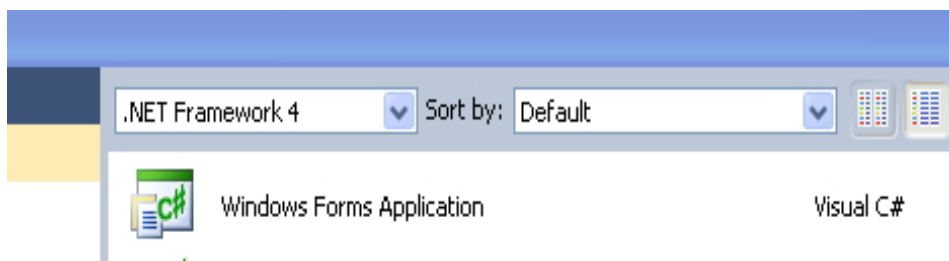 .NET Framework 4 Sort by: Default
C# Windows Forms Application Visual C#